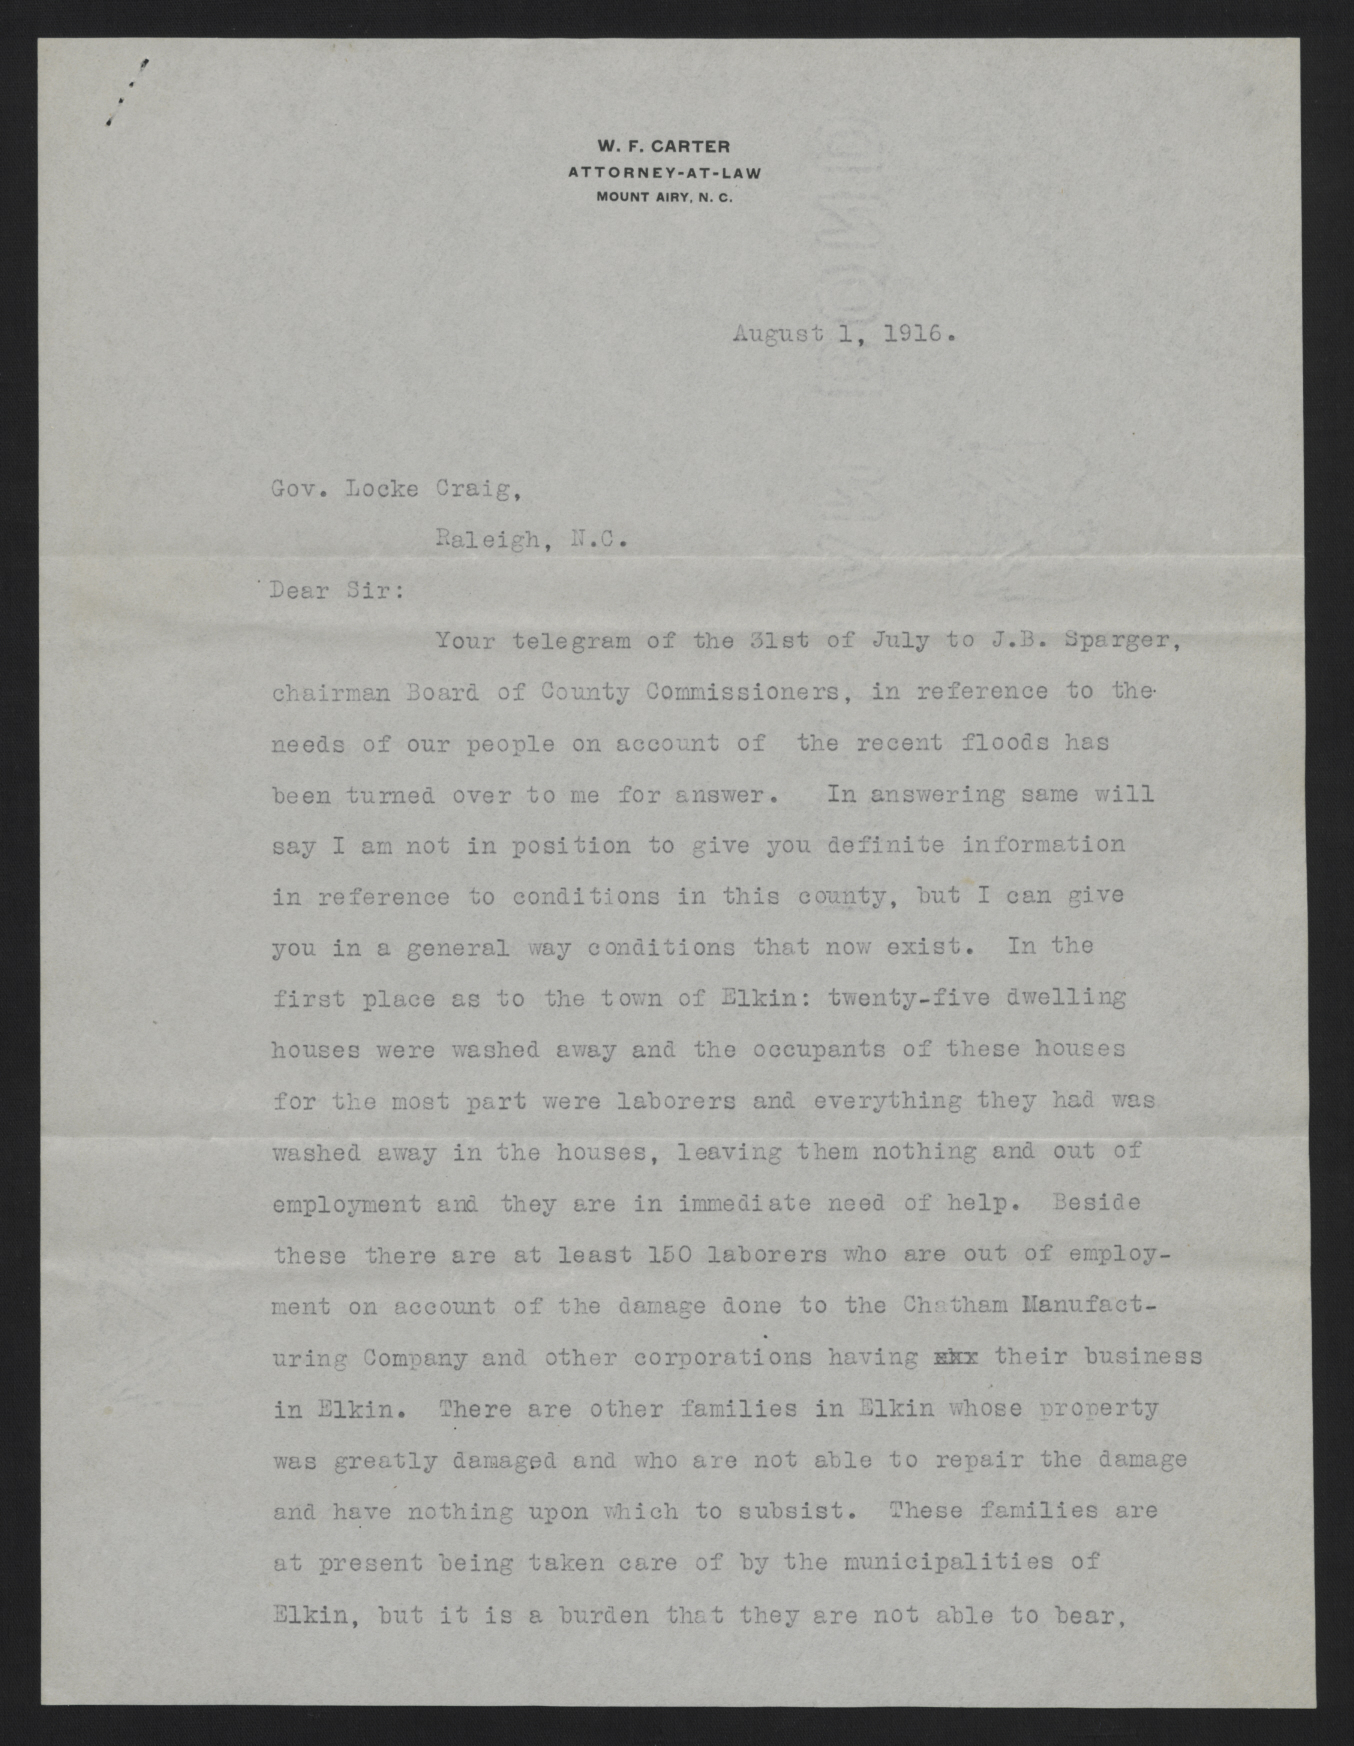 W. F. CARTER
ATTORNEY-AT-LAW
MOUNT AIRY, N. C.
August 1, 1916.
Gov. Locke Craig,
Raleigh, N.C.
Dear Sir:
Your telegram of the 31st of July to J.B. Sparger,
chairman Board of County Commissioners, in reference to the
needs of our people on account of the recent floods has
been turned over to me for answer. In answering same will
say I am not in position to give you definite information
in reference to conditions in this county, but I can give
you in a general way conditions that now exist. In the
first place as to the town of Elkin: twenty-five dwelling
houses were washed away and the occupants of these houses
for the most part were laborers and everything they had was
washed away in the houses, leaving them nothing and out of
employment and they are in immediate need of help. Beside
these there are at least 150 laborers who are out of employ-
ment on account of the damage done to the Chatham Manufact-
uring Company and other corporations having their business
in Elkin. There are other families in Elkin whose property
was greatly damaged and who are not able to repair the damage
and have nothing upon which to subsist. These families are
at present being taken care of by the municipalities of
Elkin, but it is a burden that they are not able to bear,